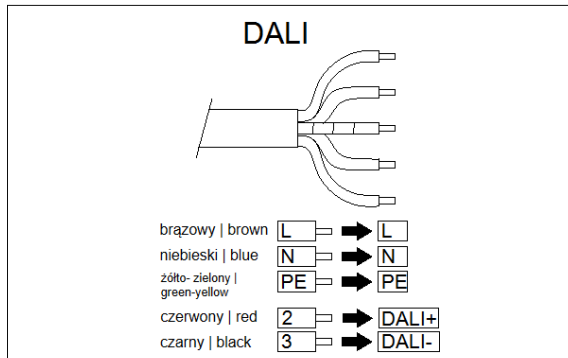 DALI
brązowy | brown L L
niebieski | blue N N
żółto- zielony |
green-yellow PE PE
czerwony | red 2 DALI+
czarny | black 3 DALI-